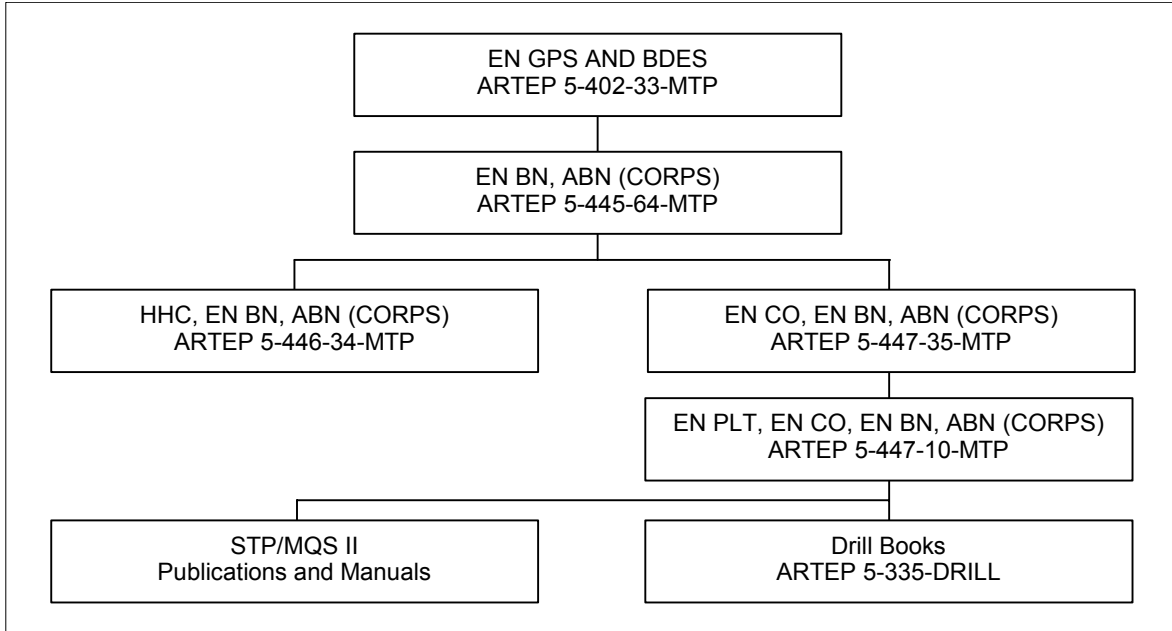 EN GPS AND BDES
ARTEP 5-402-33-MTP
EN BN, ABN (CORPS)
ARTEP 5-445-64-MTP
HHC, EN BN, ABN (CORPS)
ARTEP 5-446-34-MTP
EN CO, EN BN, ABN (CORPS)
ARTEP 5-447-35-MTP
EN PLT, EN CO, EN BN, ABN (CORPS)
ARTEP 5-447-10-MTP
STP/MQS II
Publications and Manuals
Drill Books
ARTEP 5-335-DRILL